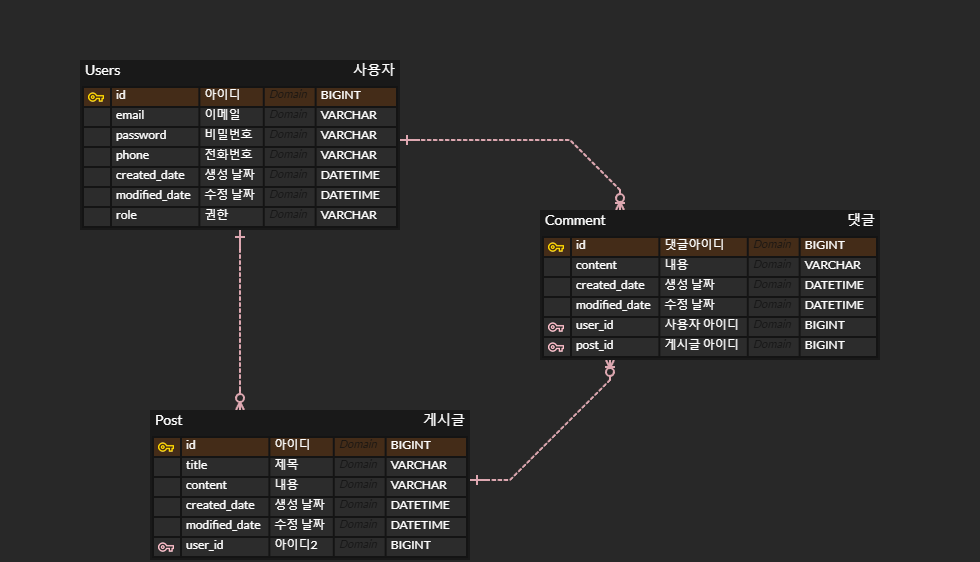 Users 사용자
id 아이디 Domain BIGINT
email 이메일 Domain VARCHAR
password 비밀번호 Domain VARCHAR
phone 전화번호 Domain VARCHAR
created_date 생성 날짜 Domain DATETIME
modified_date 수정 날짜 Domain DATETIME
role 권한 Domain VARCHAR
Comment 댓글
id 댓글아이디 Domain BIGINT
content 내용 Domain VARCHAR
created_date 생성 날짜 Domain DATETIME
modified_date 수정 날짜 Domain DATETIME
user_id 사용자 아이디 Domain BIGINT
post_id 게시글 아이디 Domain BIGINT
Post 게시글
id 아이디 Domain BIGINT
title 제목 Domain VARCHAR
content 내용 Domain VARCHAR
created_date 생성 날짜 Domain DATETIME
modified_date 수정 날짜 Domain DATETIME
user_id 아이디2 Domain BIGINT